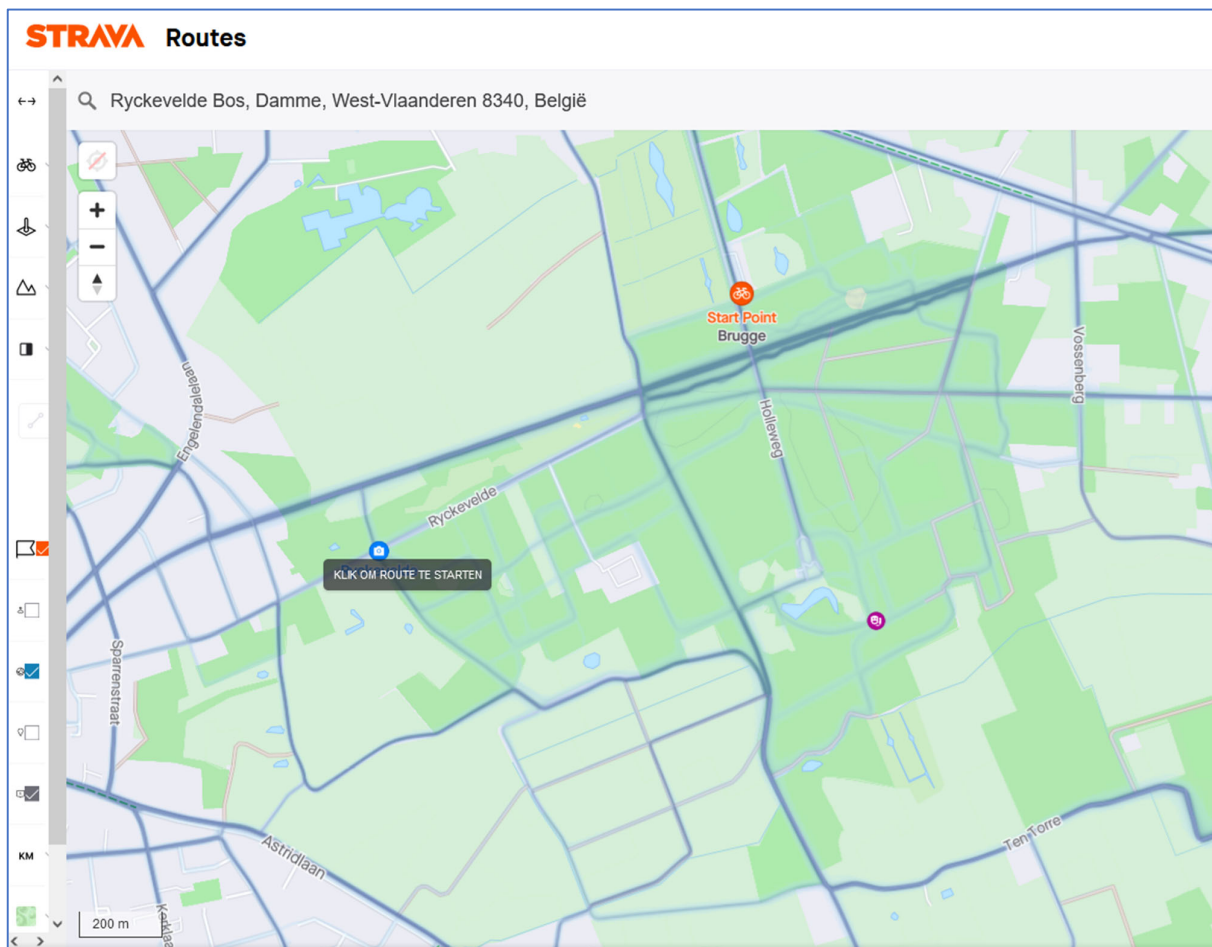 STRAVA Routes
Ryckevelde Bos, Damme, West-Vlaanderen 8340, België
Start Point
Brugge
Engelendalelaan
Vossenberg
Holleweg
Ryckevelde
KLIK OM ROUTE TE STARTEN
Sparrenstraat
Ten Torre
Astridlaan
KM
200 m